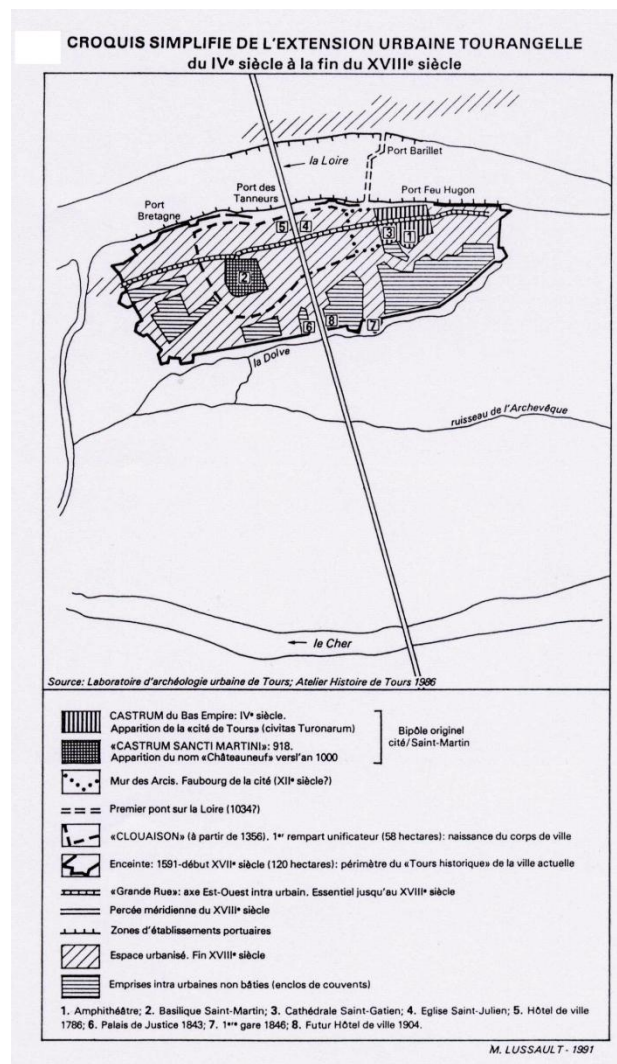 CROQUIS SIMPLIFIE DE L'EXTENSION URBAINE TOURANGELLE
du IVe siècle à la fin du XVIIIe siècle
Port Barillet
la Loire
Port des
Tanneurs
Port Feu Hugon
Port
Bretagne
5
4
3
1
2
6
8
7
la Dolve
ruisseau de l'Archevêque
le Cher
Source: Laboratoire d'archéologie urbaine de Tours; Atelier Histoire de Tours 1986
CASTRUM du Bas Empire: IVe siècle.
Apparition de la «cité de Tours» (civitas Turonarum)
«CASTRUM SANCTI MARTINI»: 918.
Apparition du nom «Châteauneuf» versl'an 1000
Bipôle originel
cité/Saint-Martin
Mur des Arcis. Faubourg de la cité (XIIe siècle?)
Premier pont sur la Loire (1034?)
«CLOUAISON» (à partir de 1356). 1er rempart unificateur (58 hectares): naissance du corps de ville
Enceinte: 1591-début XVIIe siècle (120 hectares): périmètre du «Tours historique» de la ville actuelle
«Grande Rue»: axe Est-Ouest intra urbain. Essentiel jusqu'au XVIIIe siècle
Percée méridienne du XVIIIe siècle
Zones d'établissements portuaires
Espace urbanisé. Fin XVIIIe siècle
Emprises intra urbaines non bâties (enclos de couvents)
1. Amphithéâtre; 2. Basilique Saint-Martin; 3. Cathédrale Saint-Gatien; 4. Eglise Saint-Julien; 5. Hôtel de ville
1786; 6. Palais de Justice 1843; 7. 1ere gare 1846; 8. Futur Hôtel de ville 1904.
M. LUSSAULT - 1991